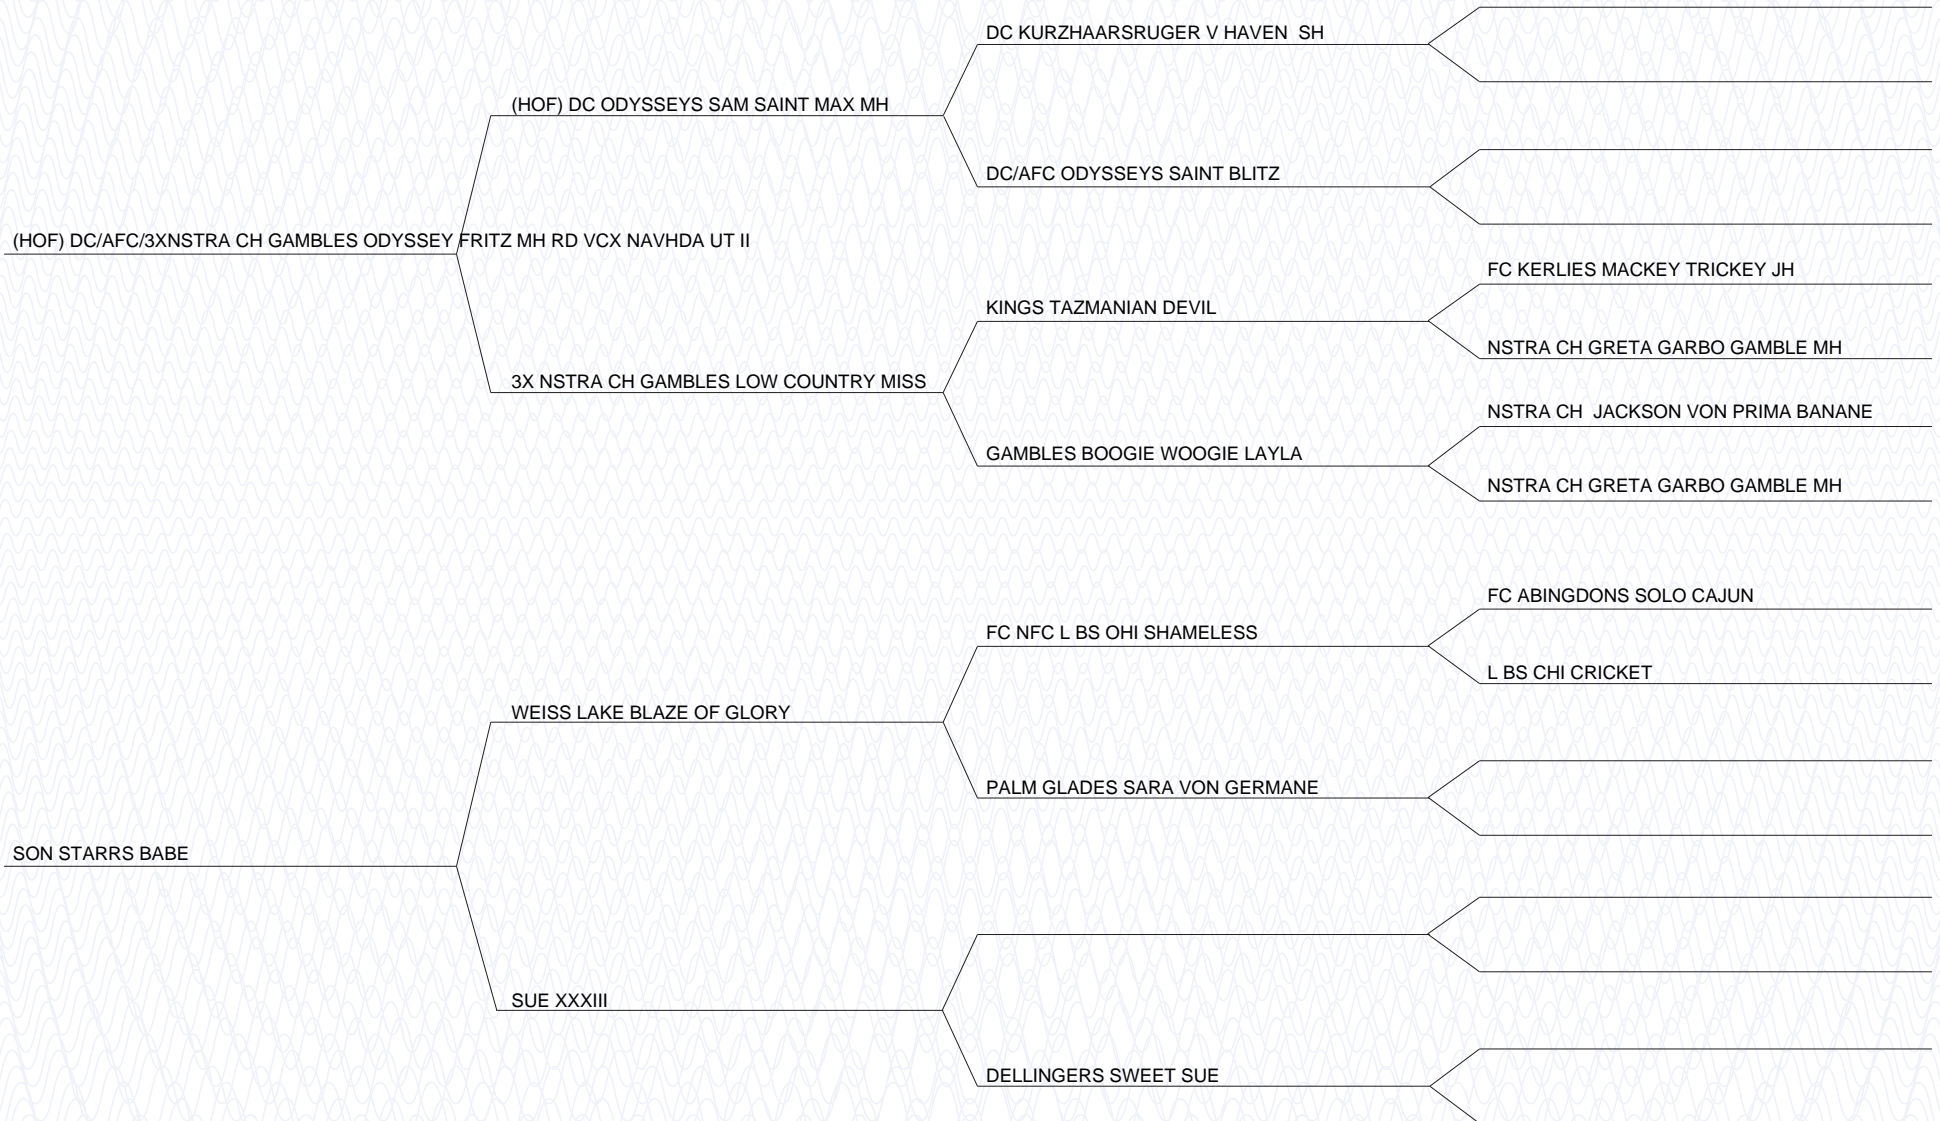 DC KURZHAARSRUGER V HAVEN  SH
(HOF) DC ODYSSEYS SAM SAINT MAX MH
DC/AFC ODYSSEYS SAINT BLITZ
(HOF) DC/AFC/3XNSTRA CH GAMBLES ODYSSEY FRITZ MH RD VCX NAVHDA UT II
FC KERLIES MACKEY TRICKEY JH
KINGS TAZMANIAN DEVIL
NSTRA CH GRETA GARBO GAMBLE MH
3X NSTRA CH GAMBLES LOW COUNTRY MISS
NSTRA CH  JACKSON VON PRIMA BANANE
GAMBLES BOOGIE WOOGIE LAYLA
NSTRA CH GRETA GARBO GAMBLE MH
FC ABINGDONS SOLO CAJUN
FC NFC L BS OHI SHAMELESS
L BS CHI CRICKET
WEISS LAKE BLAZE OF GLORY
PALM GLADES SARA VON GERMANE
SON STARRS BABE
SUE XXXIII
DELLINGERS SWEET SUE